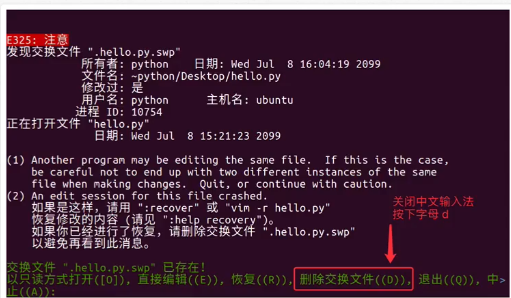 E325: 注意
发现交换文件 ".hello.py.swp"
所有者: python    日期: Wed Jul  8 16:04:19 2099
文件名: ~python/Desktop/hello.py
修改过: 是
用户名: python      主机名: ubuntu
进程 ID: 10754
正在打开文件 "hello.py"
日期: Wed Jul  8 15:21:23 2099
(1) Another program may be editing the same file.  If this is the case,
be careful not to end up with two different instances of the same
file when making changes.  Quit, or continue with caution.
(2) An edit session for this file crashed.
如果是这样，请用 ":recover" 或 "vim -r hello.py"
恢复修改的内容 (请见 ":help recovery")。
如果你已经进行了恢复，请删除交换文件 ".hello.py.swp"
以避免再看到此消息。
关闭中文输入法
按下字母 d
交换文件 ".hello.py.swp" 已存在!
以只读方式打开([O]), 直接编辑((E)), 恢复((R)), 删除交换文件((D)), 退出((Q)), 中>
止((A)):